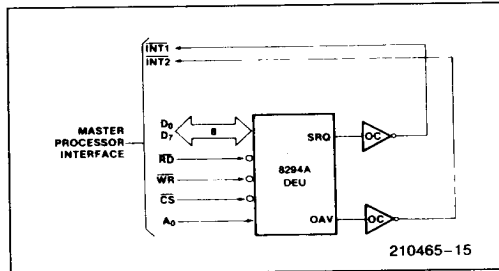 INT1
INT2
MASTER
PROCESSOR
INTERFACE
D0
D7
8
RD
WR
CS
A0
SRQ
8294A
DEU
OAV
OC
OC
210465-15